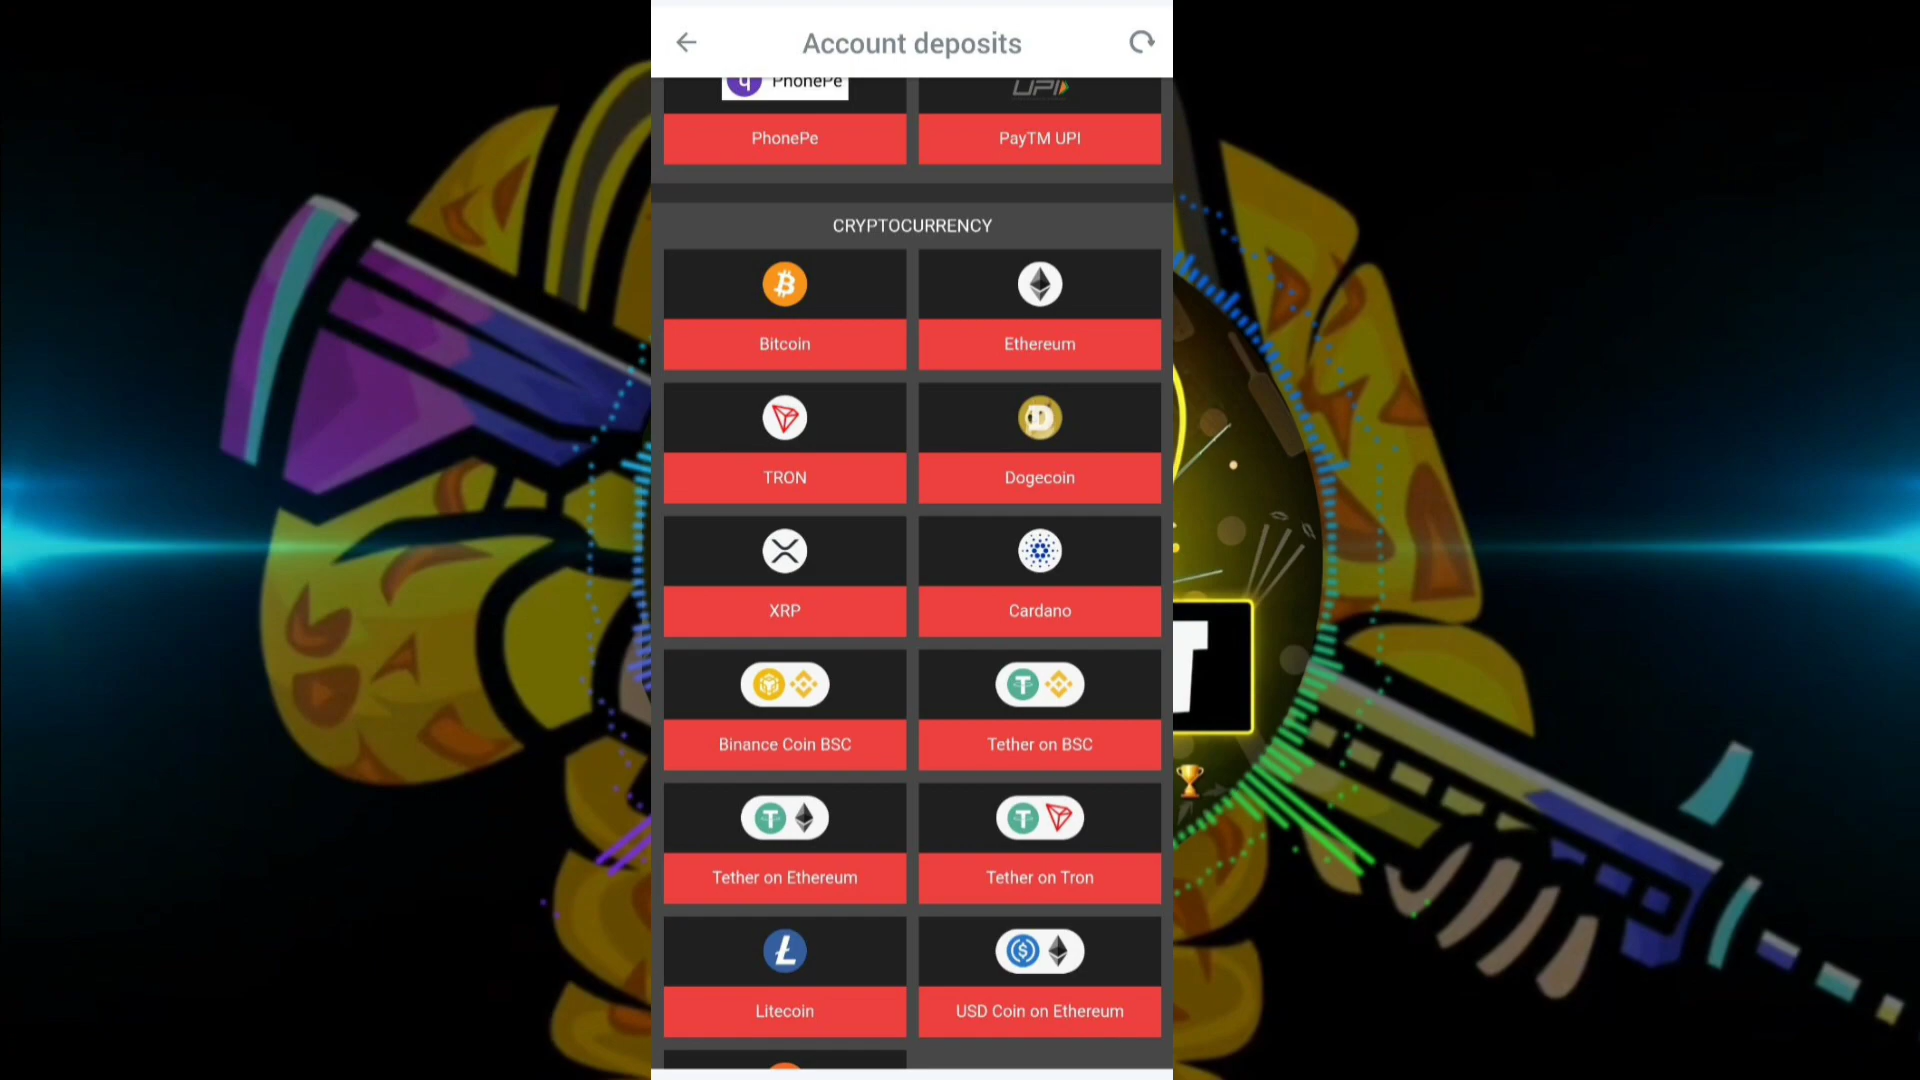 Account deposits
PhonePe
UPI
PhonePe
PayTM UPI
CRYPTOCURRENCY
Bitcoin
Ethereum
TRON
Dogecoin
XRP
Cardano
Binance Coin BSC
Tether on BSC
Tether on Ethereum
Tether on Tron
Litecoin
USD Coin on Ethereum
T